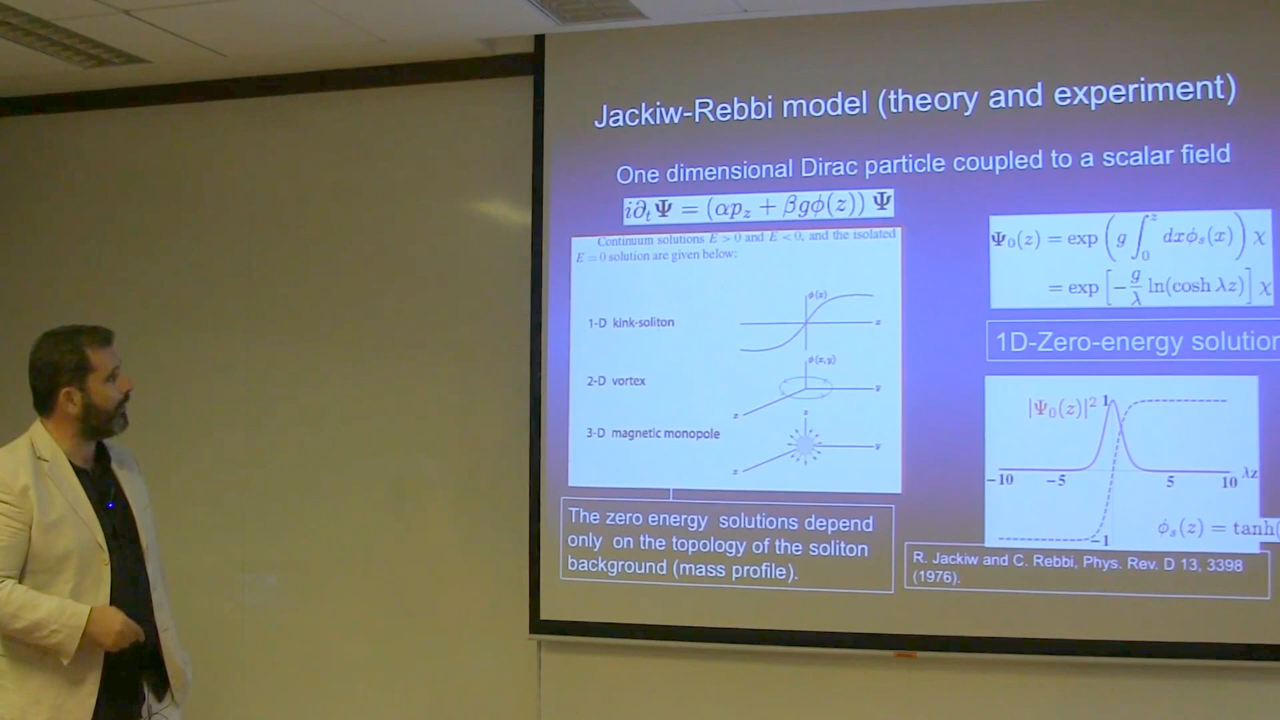 Jackiw-Rebbi model (theory and experiment)
One dimensional Dirac particle coupled to a scalar field
i∂ₜΨ = (αp_z + βgϕ(z)) Ψ
Continuum solutions E > 0 and E < 0, and the isolated
E = 0 solution are given below:
1-D kink-soliton
ϕ(z)
z
2-D vortex
ϕ(x,y)
y
x
3-D magnetic monopole
z
y
x
The zero energy solutions depend
only on the topology of the soliton
background (mass profile).
Ψ₀(z) = exp (g ∫₀ᶻ dxϕₛ(x)) χ
= exp [−g/λ ln(cosh λz)] χ
1D-Zero-energy solution
|Ψ₀(z)|² 1
−10 −5 5 10 λz
−1
ϕₛ(z) = tanh(
R. Jackiw and C. Rebbi, Phys. Rev. D 13, 3398
(1976).